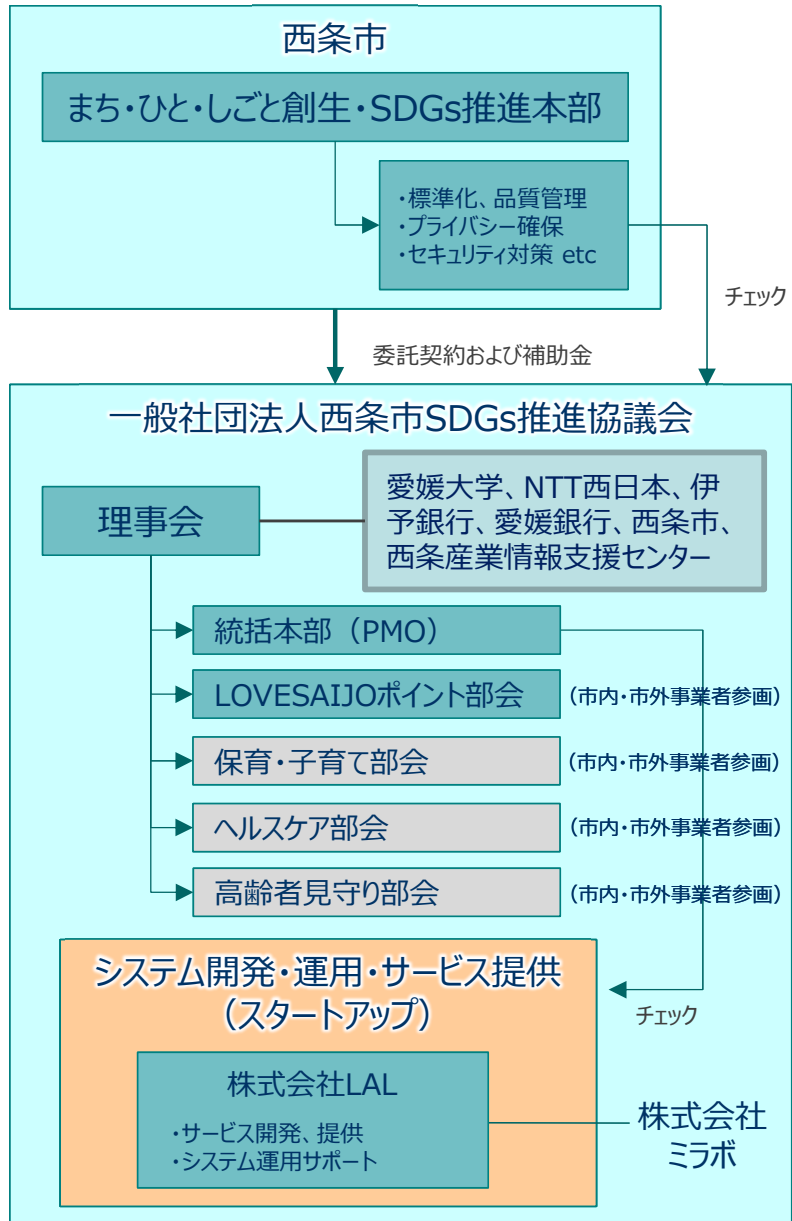 西条市
まち・ひと・しごと創生・SDGs推進本部
・標準化、品質管理
・プライバシー確保
・セキュリティ対策 etc
チェック
委託契約および補助金
一般社団法人西条市SDGs推進協議会
理事会
愛媛大学、NTT西日本、伊
予銀行、愛媛銀行、西条市、
西条産業情報支援センター
統括本部（PMO）
LOVESAIJOポイント部会
（市内・市外事業者参画）
保育・子育て部会
（市内・市外事業者参画）
ヘルスケア部会
（市内・市外事業者参画）
高齢者見守り部会
（市内・市外事業者参画）
システム開発・運用・サービス提供
（スタートアップ）
チェック
株式会社LAL
・サービス開発、提供
・システム運用サポート
株式会社
ミラボ